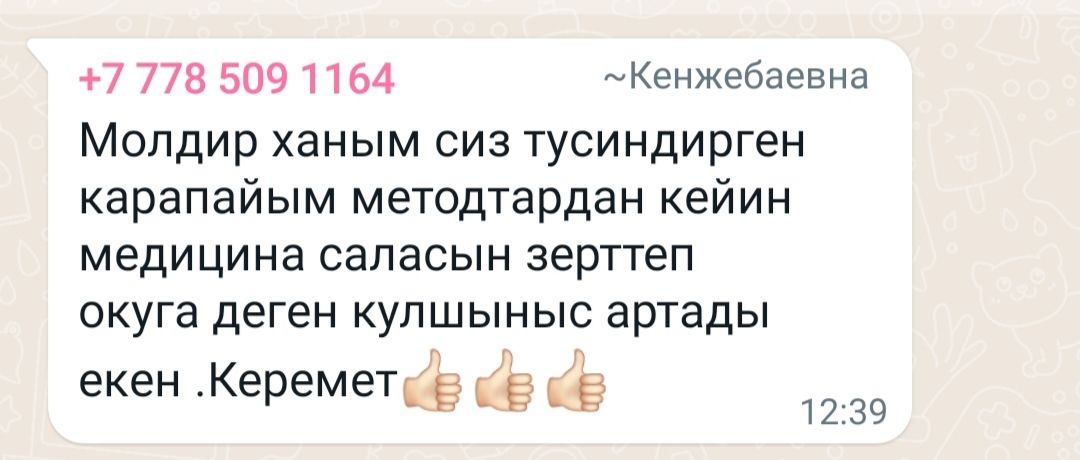 +7 778 509 1164 ~Кенжебаевна
Молдир ханым сиз тусиндирген
карапайым методтардан кейин
медицина саласын зерттеп
окуга деген кулшыныс артады
екен .Керемет👍🏻👍🏻👍🏻
12:39